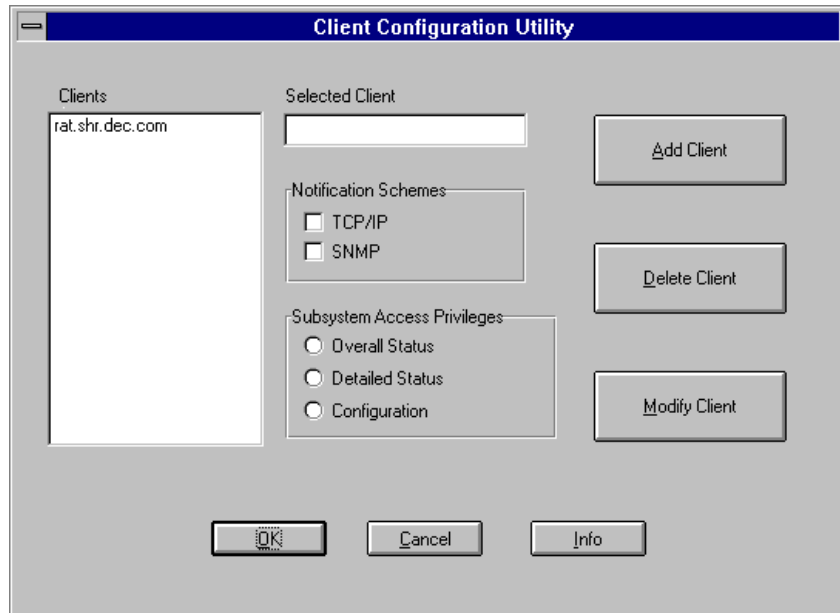 Client Configuration Utility
Clients
rat.shr.dec.com
Selected Client
Notification Schemes
TCP/IP
SNMP
Subsystem Access Privileges
Overall Status
Detailed Status
Configuration
Add Client
Delete Client
Modify Client
OK
Cancel
Info